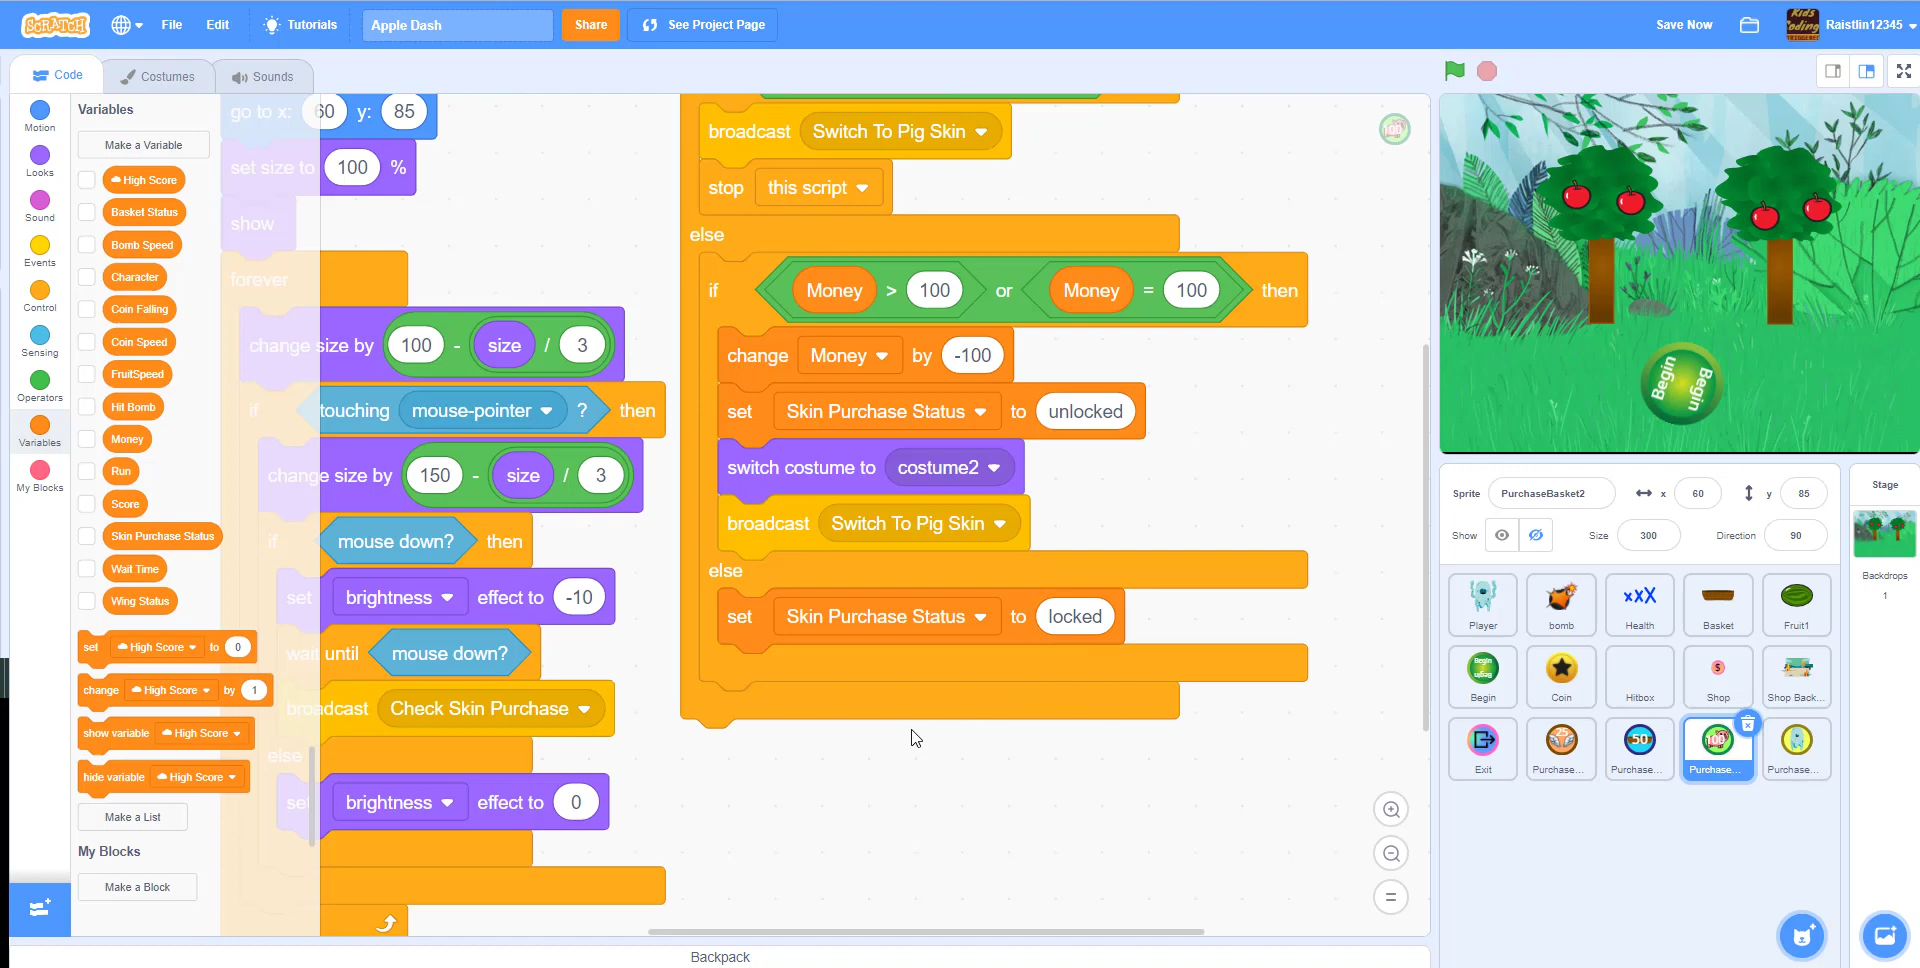 SCRATCH File Edit Tutorials Apple Dash Share See Project Page Save Now Raistlin12345
Code Costumes Sounds
Motion
Looks
Sound
Events
Control
Sensing
Operators
Variables
My Blocks
Variables
Make a Variable
High Score
Basket Status
Bomb Speed
Character
Coin Falling
Coin Speed
FruitSpeed
Hit Bomb
Money
Run
Score
Skin Purchase Status
Wait Time
Wing Status
set High Score to 0
change High Score by 1
show variable High Score
hide variable High Score
Make a List
My Blocks
Make a Block
go to x: 60 y: 85
set size to 100 %
show
forever
change size by 100 - size / 3
if touching mouse-pointer ? then
change size by 150 - size / 3
if mouse down? then
set brightness effect to -10
wait until mouse down?
broadcast Check Skin Purchase
else
set brightness effect to 0
broadcast Switch To Pig Skin
stop this script
else
if Money > 100 or Money = 100 then
change Money by -100
set Skin Purchase Status to unlocked
switch costume to costume2
broadcast Switch To Pig Skin
else
set Skin Purchase Status to locked
100
=
Backpack
Begin
Begin
Sprite PurchaseBasket2 x 60 y 85
Show Size 300 Direction 90
Player bomb Health Basket Fruit1
xxX
Begin Coin Hitbox Shop Shop Back...
Begin
$
Exit Purchase... Purchase... Purchase... Purchase...
25 50 100
Stage
Backdrops
1